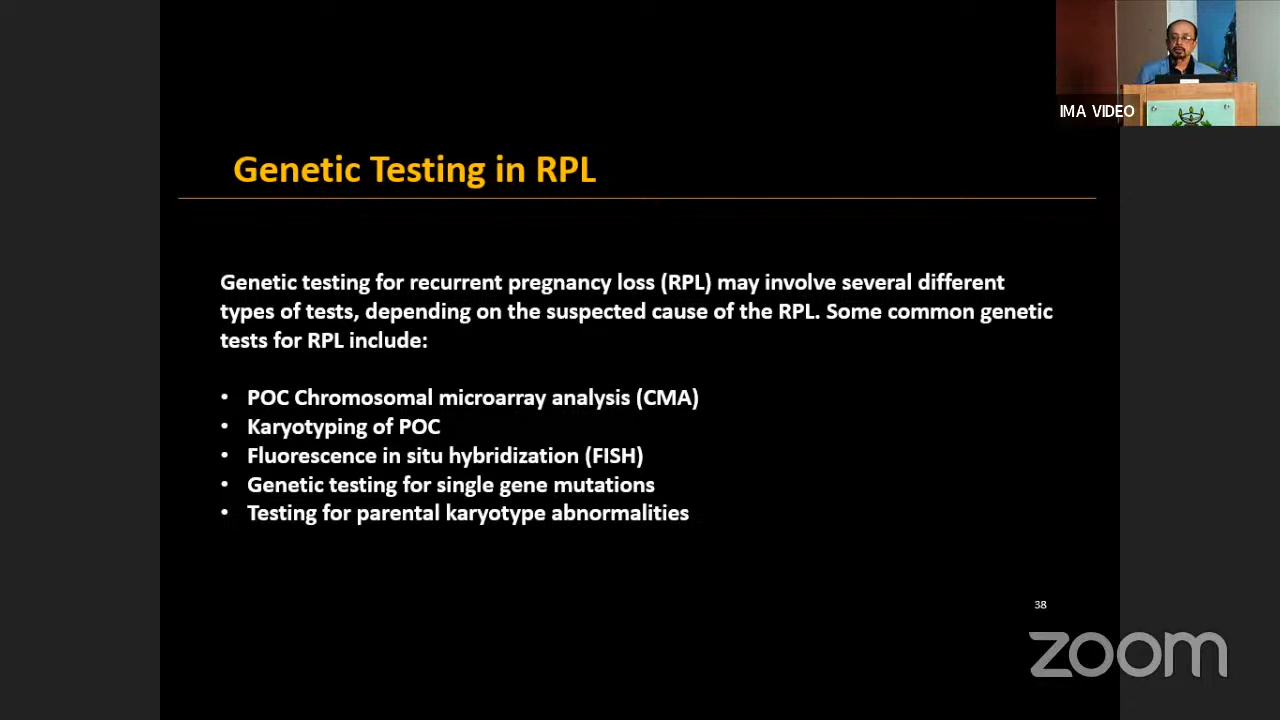 IMA VIDEO
Genetic Testing in RPL
Genetic testing for recurrent pregnancy loss (RPL) may involve several different
types of tests, depending on the suspected cause of the RPL. Some common genetic
tests for RPL include:
• POC Chromosomal microarray analysis (CMA)
• Karyotyping of POC
• Fluorescence in situ hybridization (FISH)
• Genetic testing for single gene mutations
• Testing for parental karyotype abnormalities
38
zoom